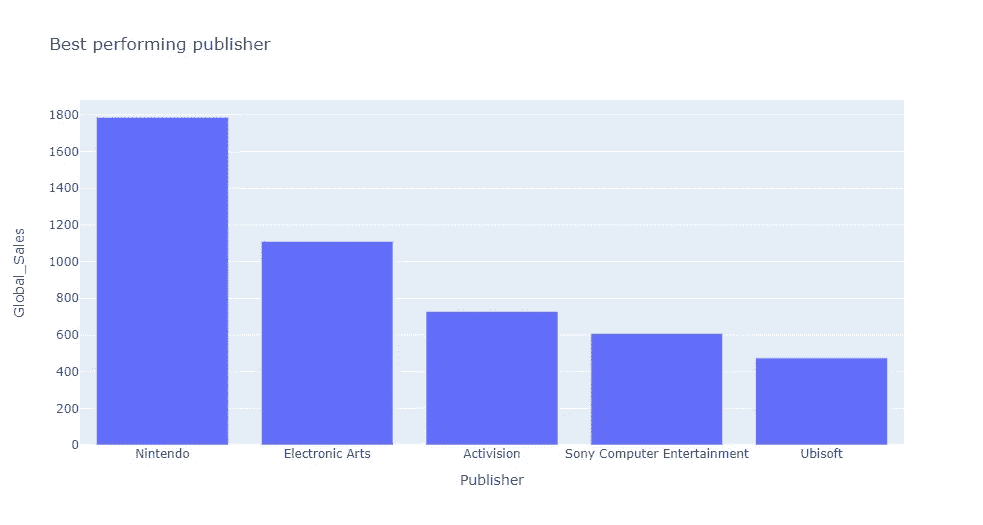 Best performing publisher
1800
1600
1400
1200
1000
800
600
400
200
0
Global_Sales
Nintendo Electronic Arts Activision Sony Computer Entertainment Ubisoft
Publisher